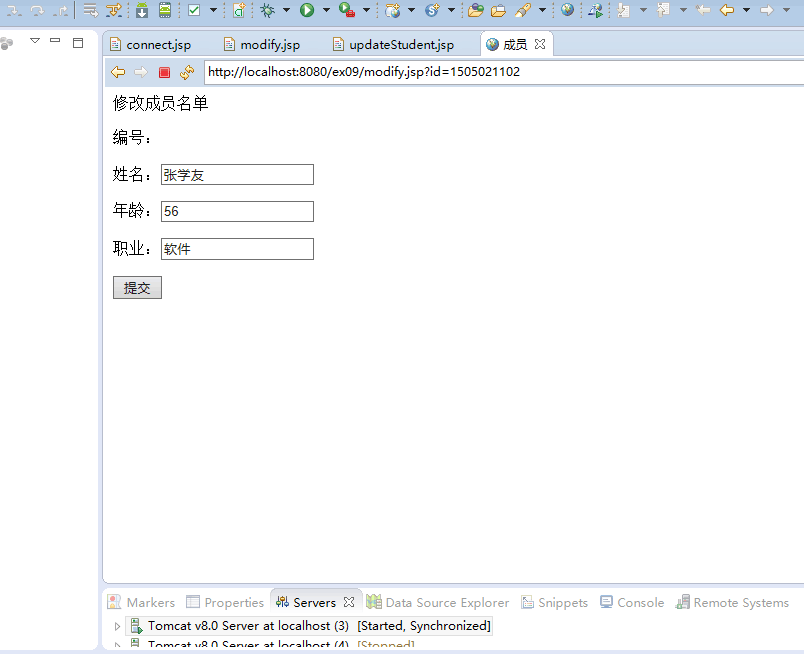 connect.jsp modify.jsp updateStudent.jsp 成员
http://localhost:8080/ex09/modify.jsp?id=1505021102
修改成员名单
编号：
姓名： 张学友
年龄： 56
职业： 软件
提交
Markers Properties Servers Data Source Explorer Snippets Console Remote Systems
Tomcat v8.0 Server at localhost (3) [Started, Synchronized]
Tomcat v8.0 Server at localhost (4) [Stopped]